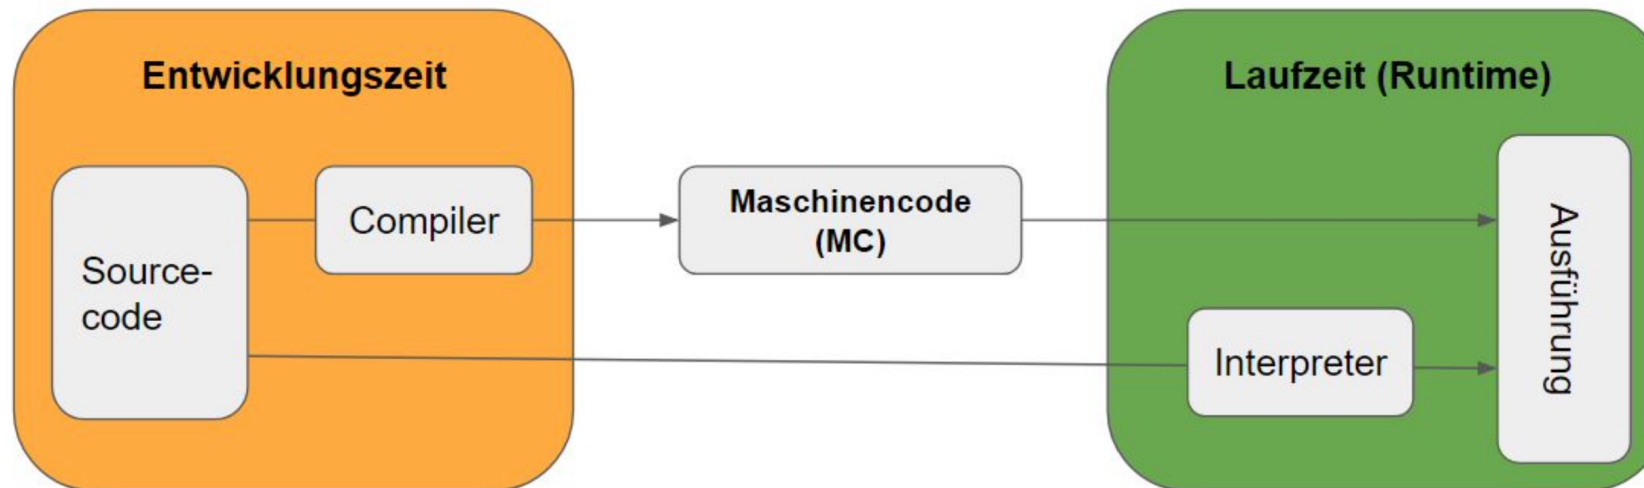 Entwicklungszeit
Laufzeit (Runtime)
Source-
code
Compiler
Maschinencode
(MC)
Interpreter
Ausführung